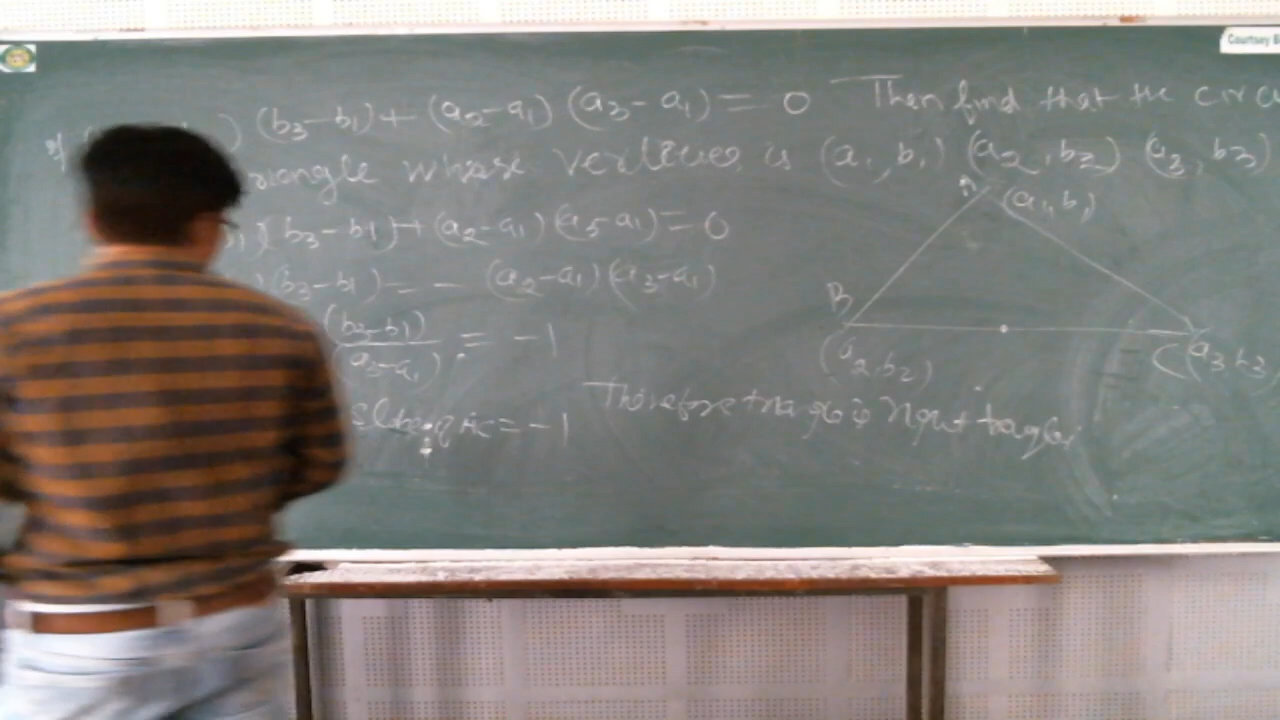 (b₃-b₁)+(a₂-a₁)(a₃-a₁)=0 Then find that the circ
riangle whose vertices is (a₁,b₁) (a₂,b₂) (a₃,b₃)
b₁)(b₃-b₁)+(a₂-a₁)(a₃-a₁)=0
)(b₃-b₁)=-(a₂-a₁)(a₃-a₁)
(b₃-b₁)/(a₃-a₁)=-1
=-1 Therefore triangle is
A (a₁,b₁)
B
(a₂,b₂)
C(a₃,b₃
Courtsey B